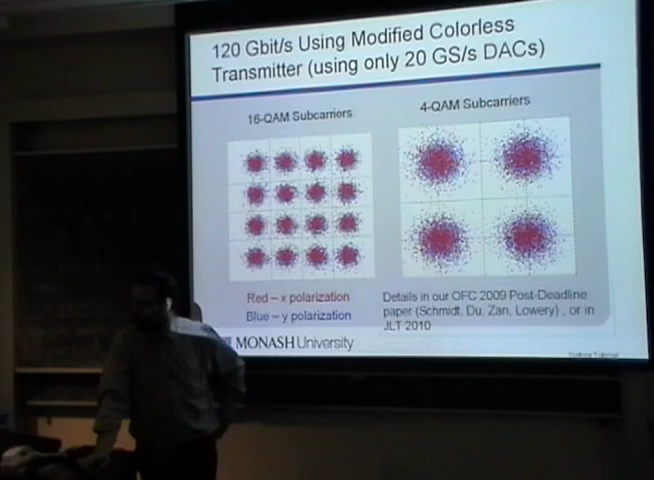 120 Gbit/s Using Modified Colorless
Transmitter (using only 20 GS/s DACs)
16-QAM Subcarriers
4-QAM Subcarriers
Red – x polarization
Blue – y polarization
Details in our OFC 2009 Post-Deadline
paper (Schmidt, Du, Zan, Lowery) , or in
JLT 2010
MONASH University